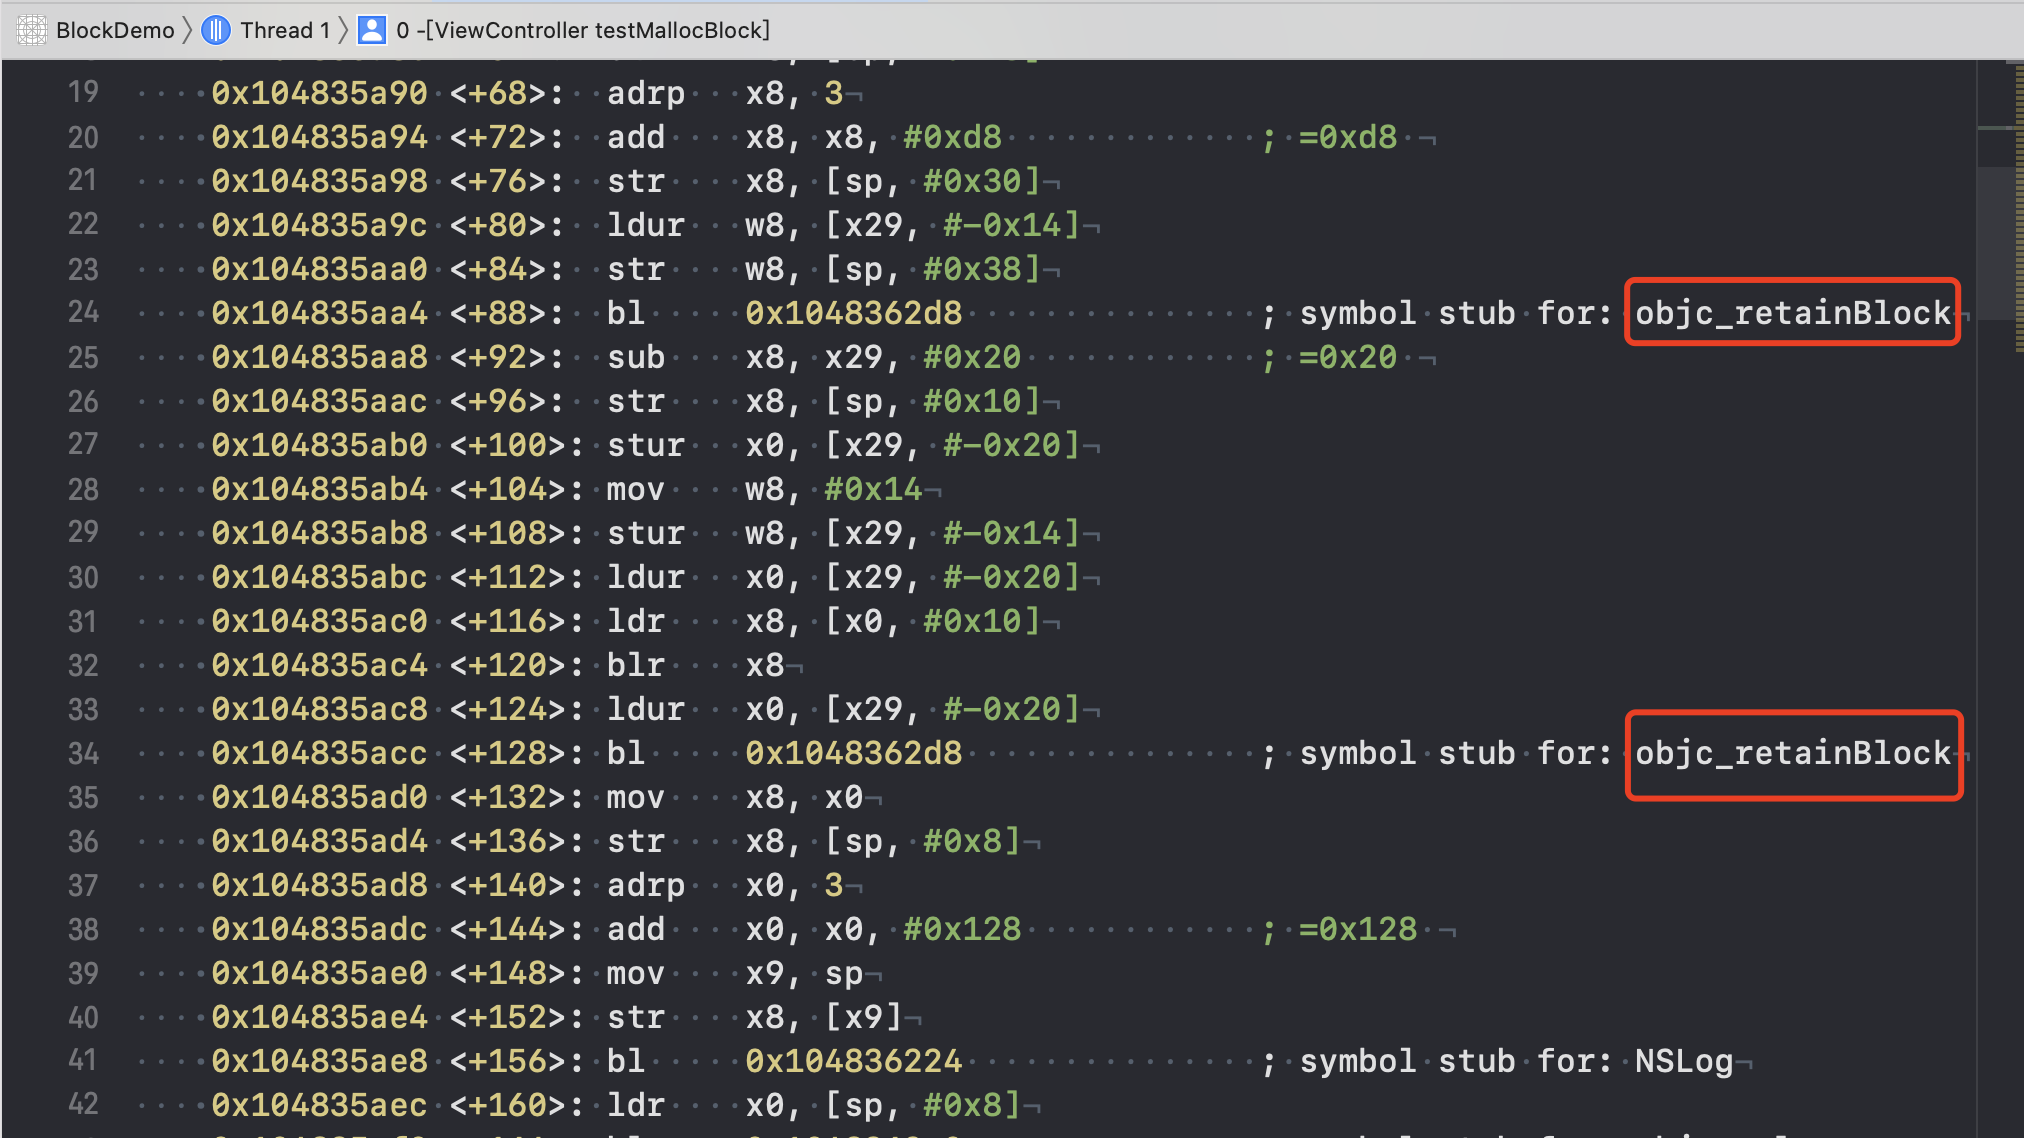 BlockDemo 〉 Thread 1 〉 0 -[ViewController testMallocBlock]
19 0x104835a90 <+68>: adrp x8, 3
20 0x104835a94 <+72>: add x8, x8, #0xd8 ; =0xd8
21 0x104835a98 <+76>: str x8, [sp, #0x30]
22 0x104835a9c <+80>: ldur w8, [x29, #-0x14]
23 0x104835aa0 <+84>: str w8, [sp, #0x38]
24 0x104835aa4 <+88>: bl 0x1048362d8 ; symbol stub for: objc_retainBlock
25 0x104835aa8 <+92>: sub x8, x29, #0x20 ; =0x20
26 0x104835aac <+96>: str x8, [sp, #0x10]
27 0x104835ab0 <+100>: stur x0, [x29, #-0x20]
28 0x104835ab4 <+104>: mov w8, #0x14
29 0x104835ab8 <+108>: stur w8, [x29, #-0x14]
30 0x104835abc <+112>: ldur x0, [x29, #-0x20]
31 0x104835ac0 <+116>: ldr x8, [x0, #0x10]
32 0x104835ac4 <+120>: blr x8
33 0x104835ac8 <+124>: ldur x0, [x29, #-0x20]
34 0x104835acc <+128>: bl 0x1048362d8 ; symbol stub for: objc_retainBlock
35 0x104835ad0 <+132>: mov x8, x0
36 0x104835ad4 <+136>: str x8, [sp, #0x8]
37 0x104835ad8 <+140>: adrp x0, 3
38 0x104835adc <+144>: add x0, x0, #0x128 ; =0x128
39 0x104835ae0 <+148>: mov x9, sp
40 0x104835ae4 <+152>: str x8, [x9]
41 0x104835ae8 <+156>: bl 0x104836224 ; symbol stub for: NSLog
42 0x104835aec <+160>: ldr x0, [sp, #0x8]